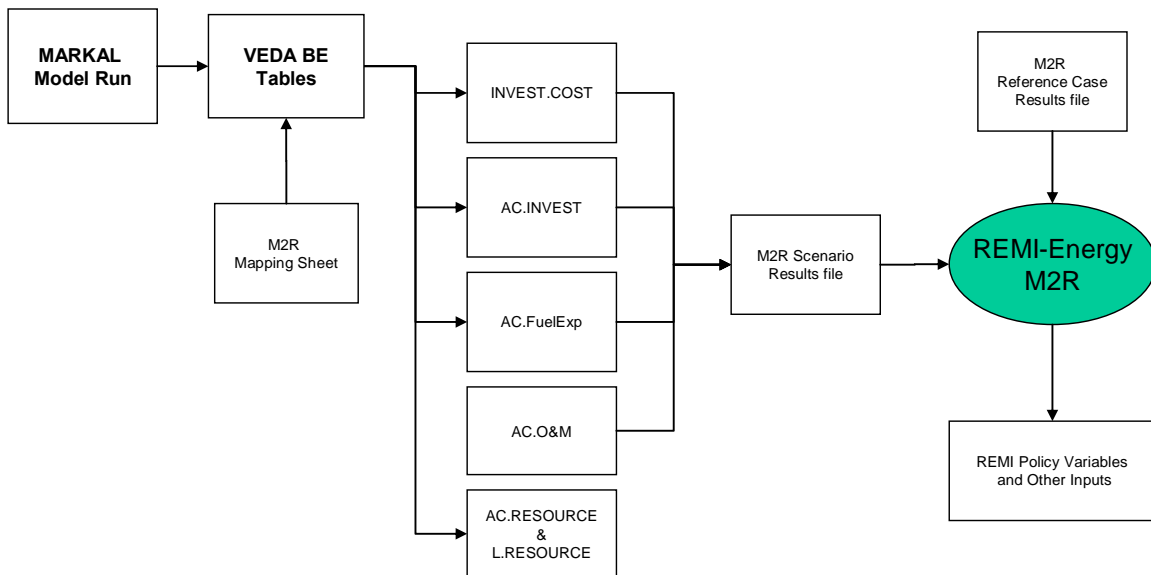 MARKAL
Model Run
VEDA BE
Tables
M2R
Mapping Sheet
INVEST.COST
AC.INVEST
AC.FuelExp
AC.O&M
AC.RESOURCE
&
L.RESOURCE
M2R Scenario
Results file
M2R
Reference Case
Results file
REMI-Energy
M2R
REMI Policy Variables
and Other Inputs